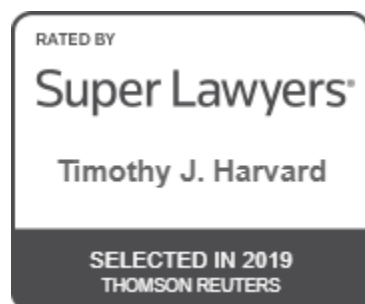 RATED BY
Super Lawyers®
Timothy J. Harvard
SELECTED IN 2019
THOMSON REUTERS